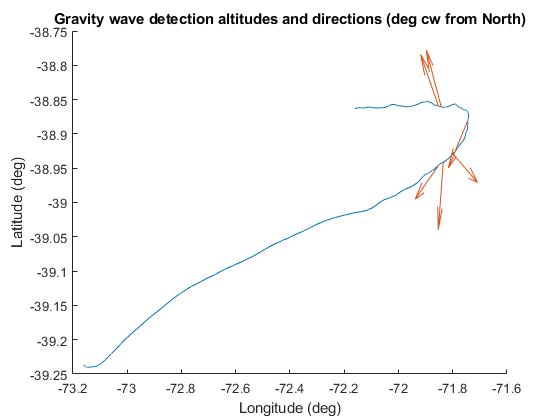 Gravity wave detection altitudes and directions (deg cw from North)
-38.75
-38.8
-38.85
-38.9
-38.95
-39
-39.05
-39.1
-39.15
-39.2
-39.25
Latitude (deg)
-73.2 -73 -72.8 -72.6 -72.4 -72.2 -72 -71.8 -71.6
Longitude (deg)